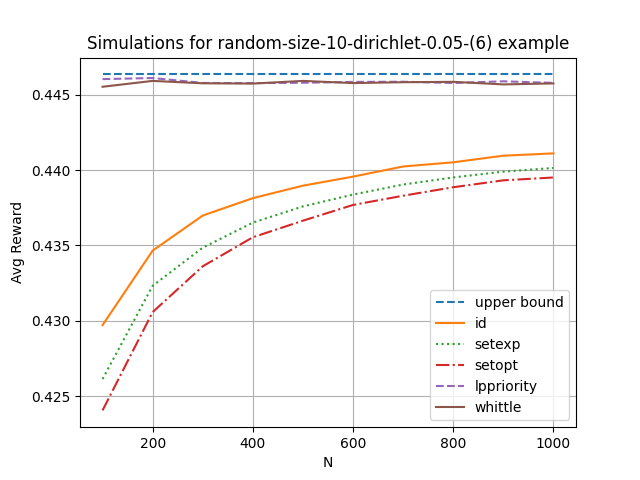 Simulations for random-size-10-dirichlet-0.05-(6) example
0.445
0.440
0.435
0.430
0.425
Avg Reward
200
400
600
800
1000
N
upper bound
id
setexp
setopt
lppriority
whittle